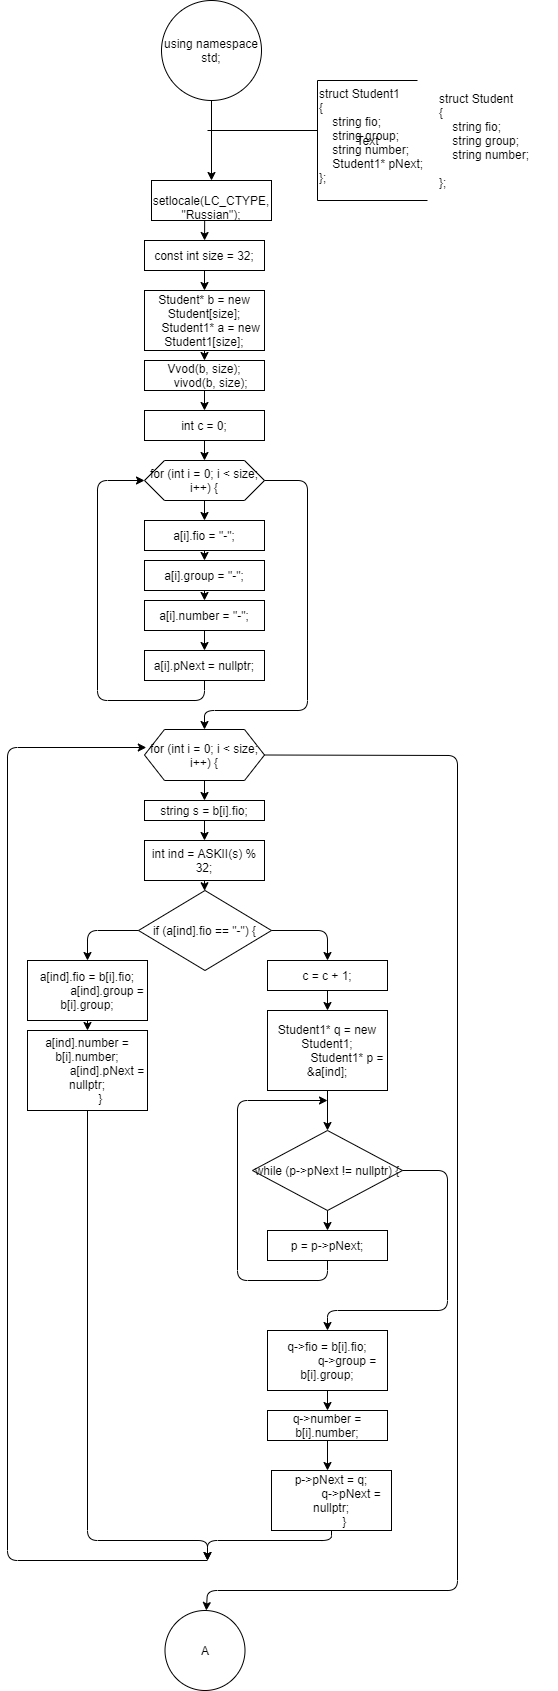 using namespace
std;
struct Student1
{
string fio;
string group;
Text
string number;
Student1* pNext;
};
struct Student
{
string fio;
string group;
string number;
};
setlocale(LC_CTYPE,
"Russian");
const int size = 32;
Student* b = new
Student[size];
Student1* a = new
Student1[size];
Vvod(b, size);
vivod(b, size);
int c = 0;
for (int i = 0; i < size;
i++) {
a[i].fio = "-";
a[i].group = "-";
a[i].number = "-";
a[i].pNext = nullptr;
for (int i = 0; i < size;
i++) {
string s = b[i].fio;
int ind = ASKII(s) %
32;
if (a[ind].fio == "-") {
a[ind].fio = b[i].fio;
a[ind].group =
b[i].group;
a[ind].number =
b[i].number;
a[ind].pNext =
nullptr;
}
c = c + 1;
Student1* q = new
Student1;
Student1* p =
&a[ind];
while (p->pNext != nullptr) {
p = p->pNext;
q->fio = b[i].fio;
q->group =
b[i].group;
q->number =
b[i].number;
p->pNext = q;
q->pNext =
nullptr;
}
A